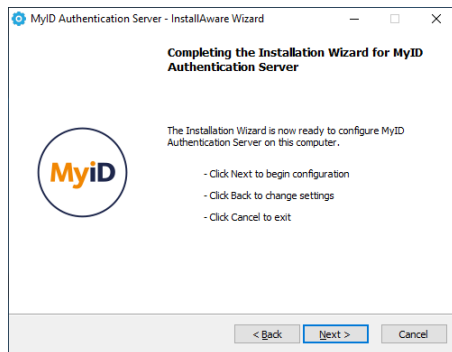 MyID Authentication Server - InstallAware Wizard
Completing the Installation Wizard for MyID
Authentication Server
The Installation Wizard is now ready to configure MyID
Authentication Server on this computer.
- Click Next to begin configuration
- Click Back to change settings
- Click Cancel to exit
MyiD
< Back
Next >
Cancel